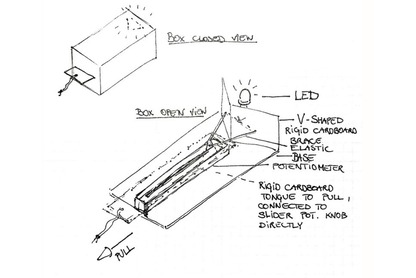 BOX CLOSED VIEW
BOX OPEN VIEW
LED
V-SHAPED
RIGID CARDBOARD
BRACE
ELASTIC
BASE
POTENTIOMETER
RIGID CARDBOARD
TONGUE TO PULL,
CONNECTED TO
SLIDER POT. KNOB
DIRECTLY
PULL